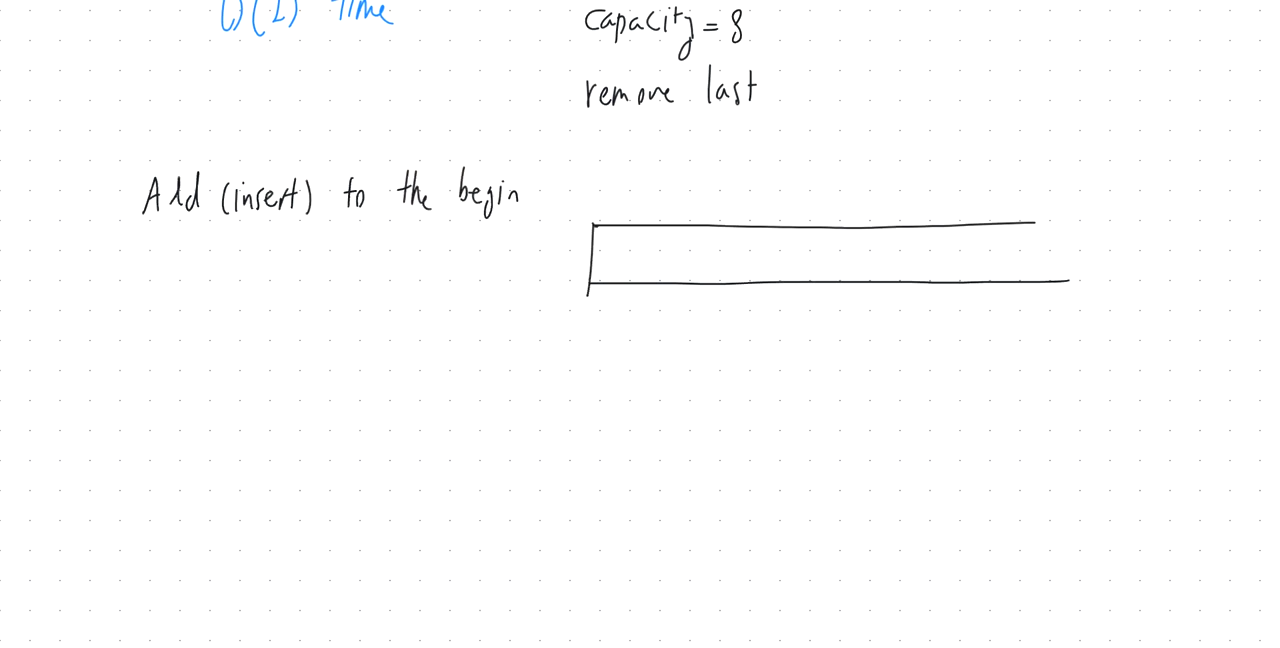 O(1) time
capacity = 8
remove last
Add (insert) to the begin